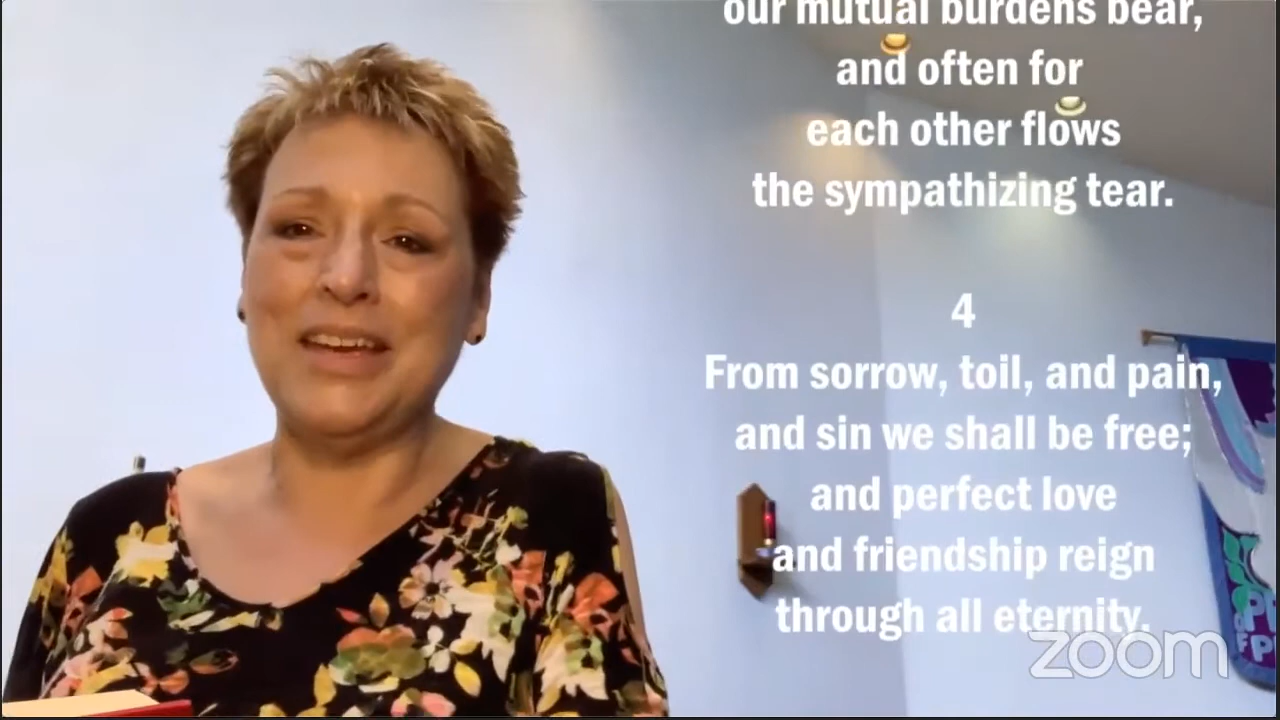 our mutual burdens bear,
and often for
each other flows
the sympathizing tear.
4
From sorrow, toil, and pain,
and sin we shall be free;
and perfect love
and friendship reign
through all eternity.
zoom